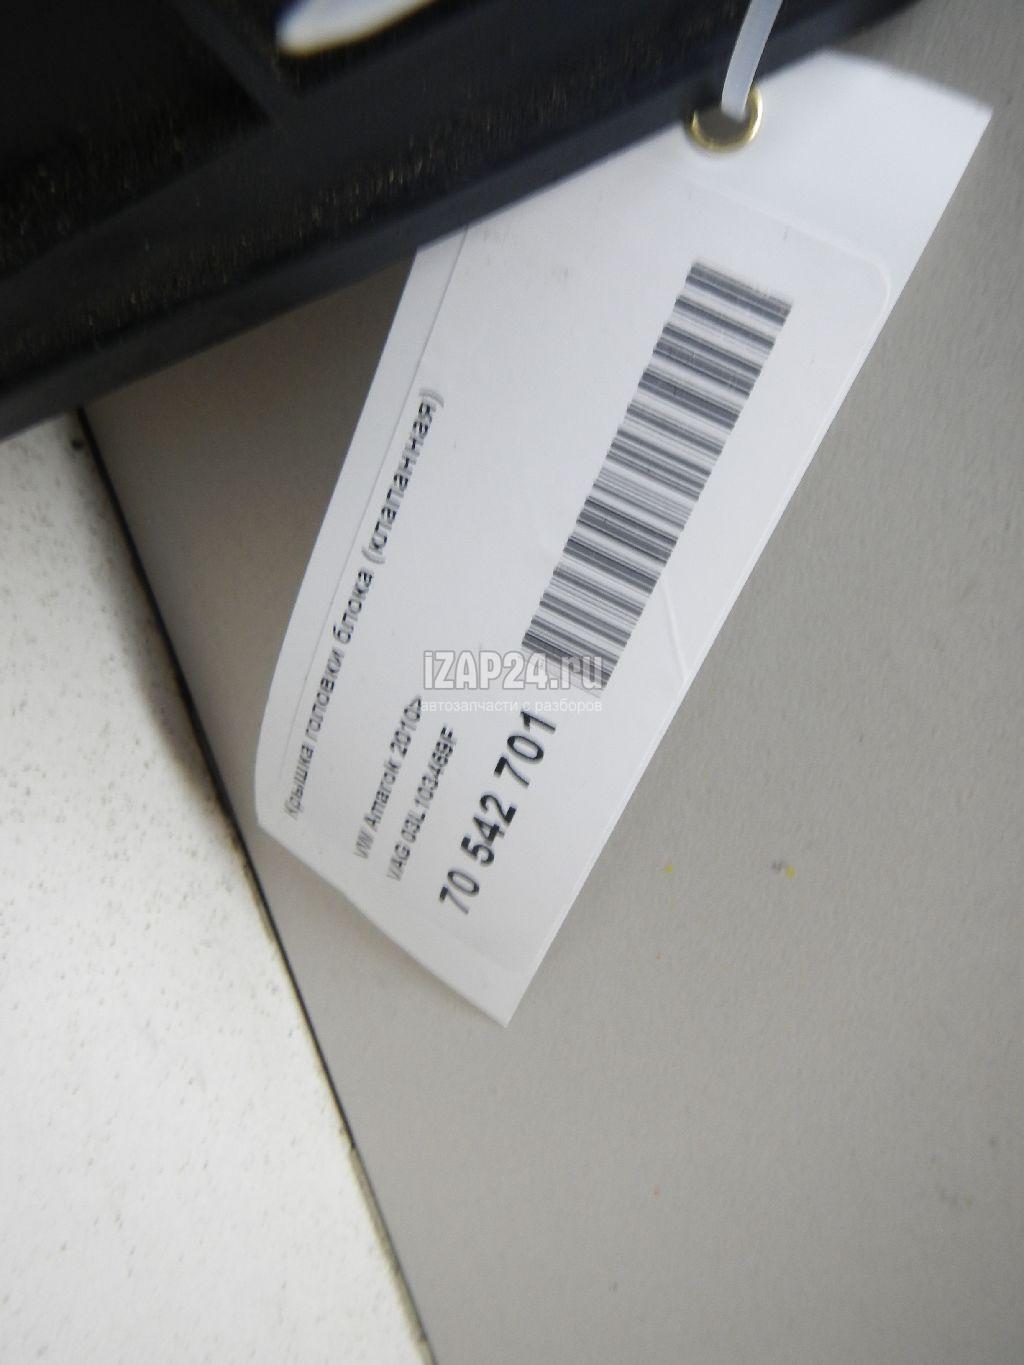 Крышка головки блока (клапанная)
VW Amarok 2010>
VAG 03L103469F
70 542 701
iZAP24.ru
автозапчасти с разборов